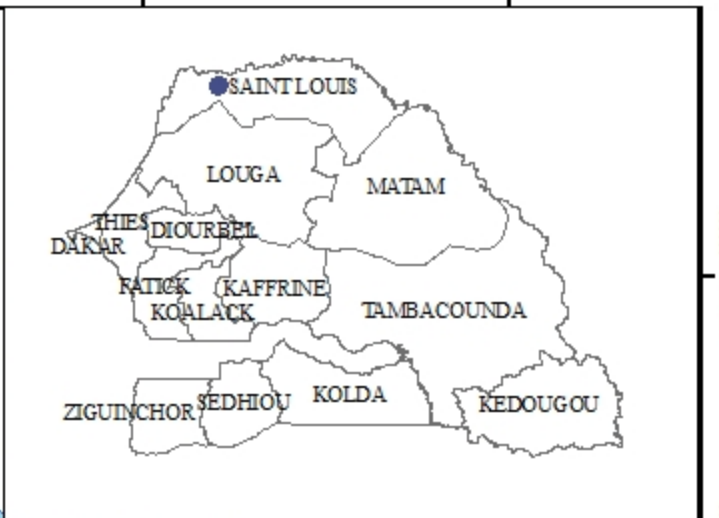 SAINT LOUIS
LOUGA
MATAM
THIES
DIOURBEL
DAKAR
FATICK
KAFFRINE
KOALACK
TAMBACOUNDA
ZIGUINCHOR
SEDHIOU
KOLDA
KEDOUGOU